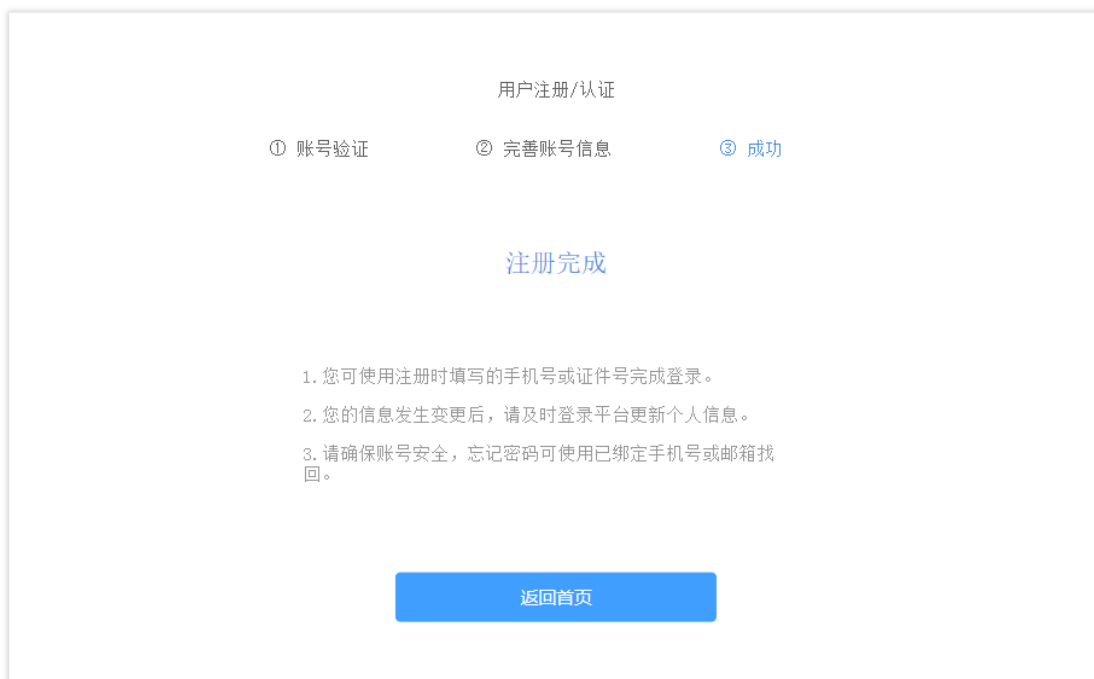 用户注册/认证
① 账号验证 ② 完善账号信息 ③ 成功
注册完成
1.您可使用注册时填写的手机号或证件号完成登录。
2.您的信息发生变更后，请及时登录平台更新个人信息。
3.请确保账号安全，忘记密码可使用已绑定手机号或邮箱找
回。
返回首页